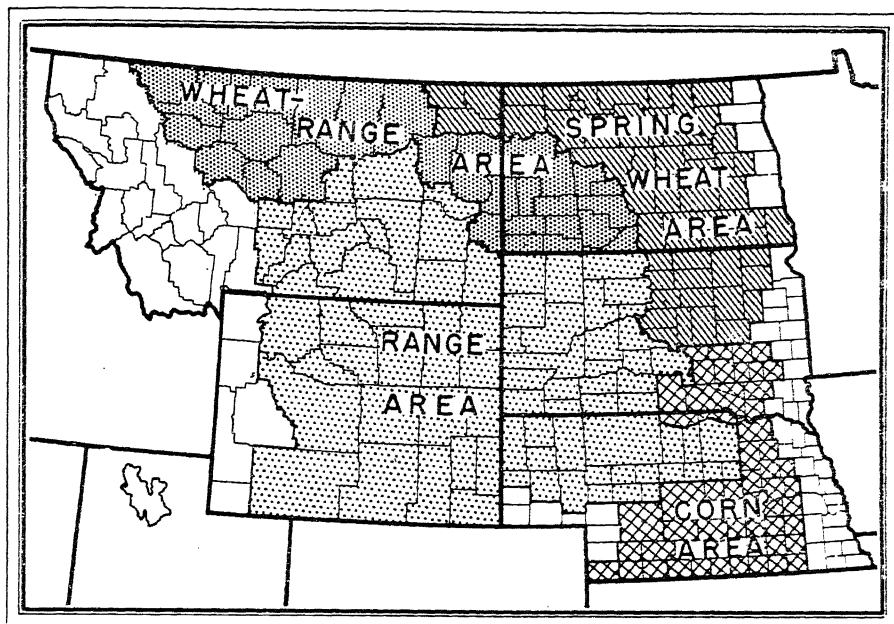 WHEAT-
RANGE
AREA
SPRING
WHEAT
AREA
RANGE
AREA
CORN
AREA